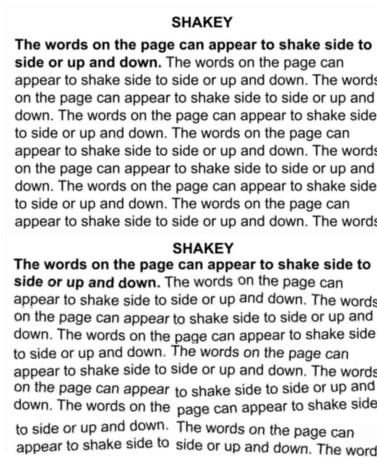 SHAKEY
The words on the page can appear to shake side to
side or up and down. The words on the page can
appear to shake side to side or up and down. The words
on the page can appear to shake side to side or up and
down. The words on the page can appear to shake side
to side or up and down. The words on the page can
appear to shake side to side or up and down. The words
on the page can appear to shake side to side or up and
down. The words on the page can appear to shake side
to side or up and down. The words on the page can
appear to shake side to side or up and down. The words
SHAKEY
The words on the page can appear to shake side to
side or up and down. The words on the page can
appear to shake side to side or up and down. The words
on the page can appear to shake side to side or up and
down. The words on the page can appear to shake side
to side or up and down. The words on the page can
appear to shake side to side or up and down. The words
on the page can appear to shake side to side or up and
down. The words on the page can appear to shake side
to side or up and down. The words on the page can
appear to shake side to side or up and down. The word